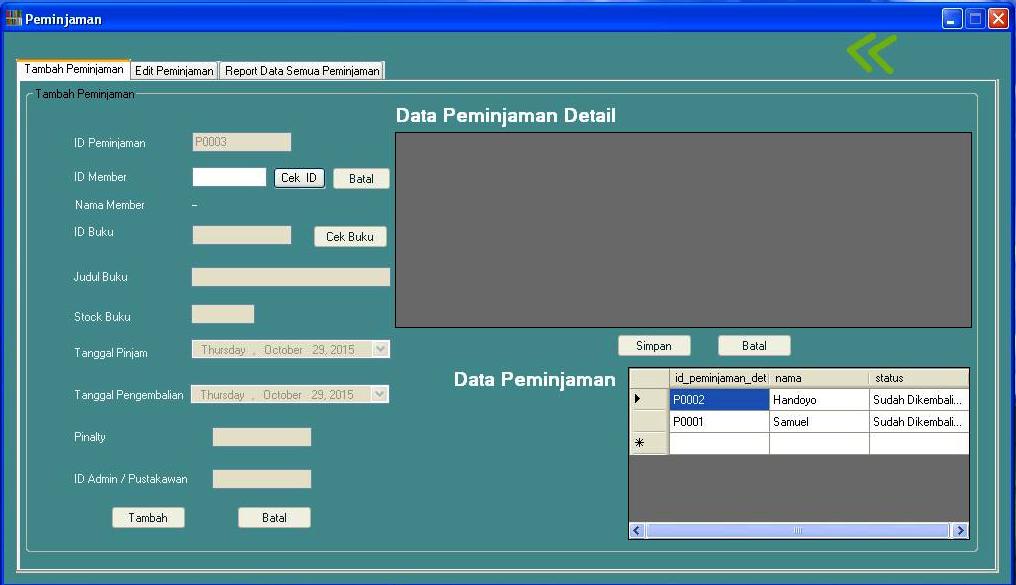 Peminjaman
Tambah Peminjaman Edit Peminjaman Report Data Semua Peminjaman
Tambah Peminjaman
Data Peminjaman Detail
ID Peminjaman P0003
ID Member Cek ID Batal
Nama Member –
ID Buku Cek Buku
Judul Buku
Stock Buku
Tanggal Pinjam Thursday , October 29, 2015
Simpan Batal
Data Peminjaman
Tanggal Pengembalian Thursday , October 29, 2015
Pinalty
ID Admin / Pustakawan
Tambah Batal
id_peminjaman_det nama status
P0002 Handoyo Sudah Dikembali...
P0001 Samuel Sudah Dikembali...